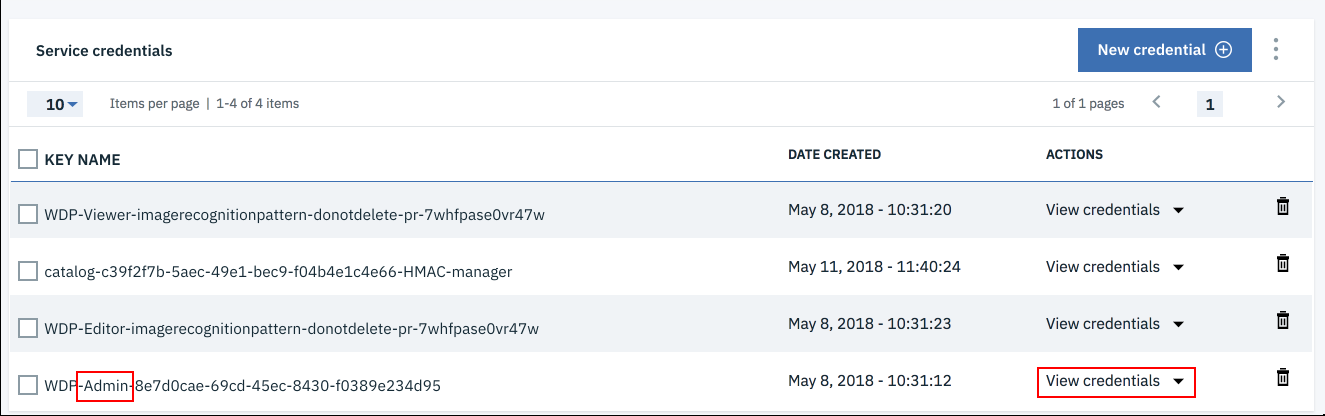 Service credentials
New credential
10 Items per page | 1-4 of 4 items 1 of 1 pages 1
KEY NAME DATE CREATED ACTIONS
WDP-Viewer-imagerecognitionpattern-donotdelete-pr-7whfpase0vr47w May 8, 2018 - 10:31:20 View credentials
catalog-c39f2f7b-5aec-49e1-bec9-f04b4e1c4e66-HMAC-manager May 11, 2018 - 11:40:24 View credentials
WDP-Editor-imagerecognitionpattern-donotdelete-pr-7whfpase0vr47w May 8, 2018 - 10:31:23 View credentials
WDP-Admin-8e7d0cae-69cd-45ec-8430-f0389e234d95 May 8, 2018 - 10:31:12 View credentials